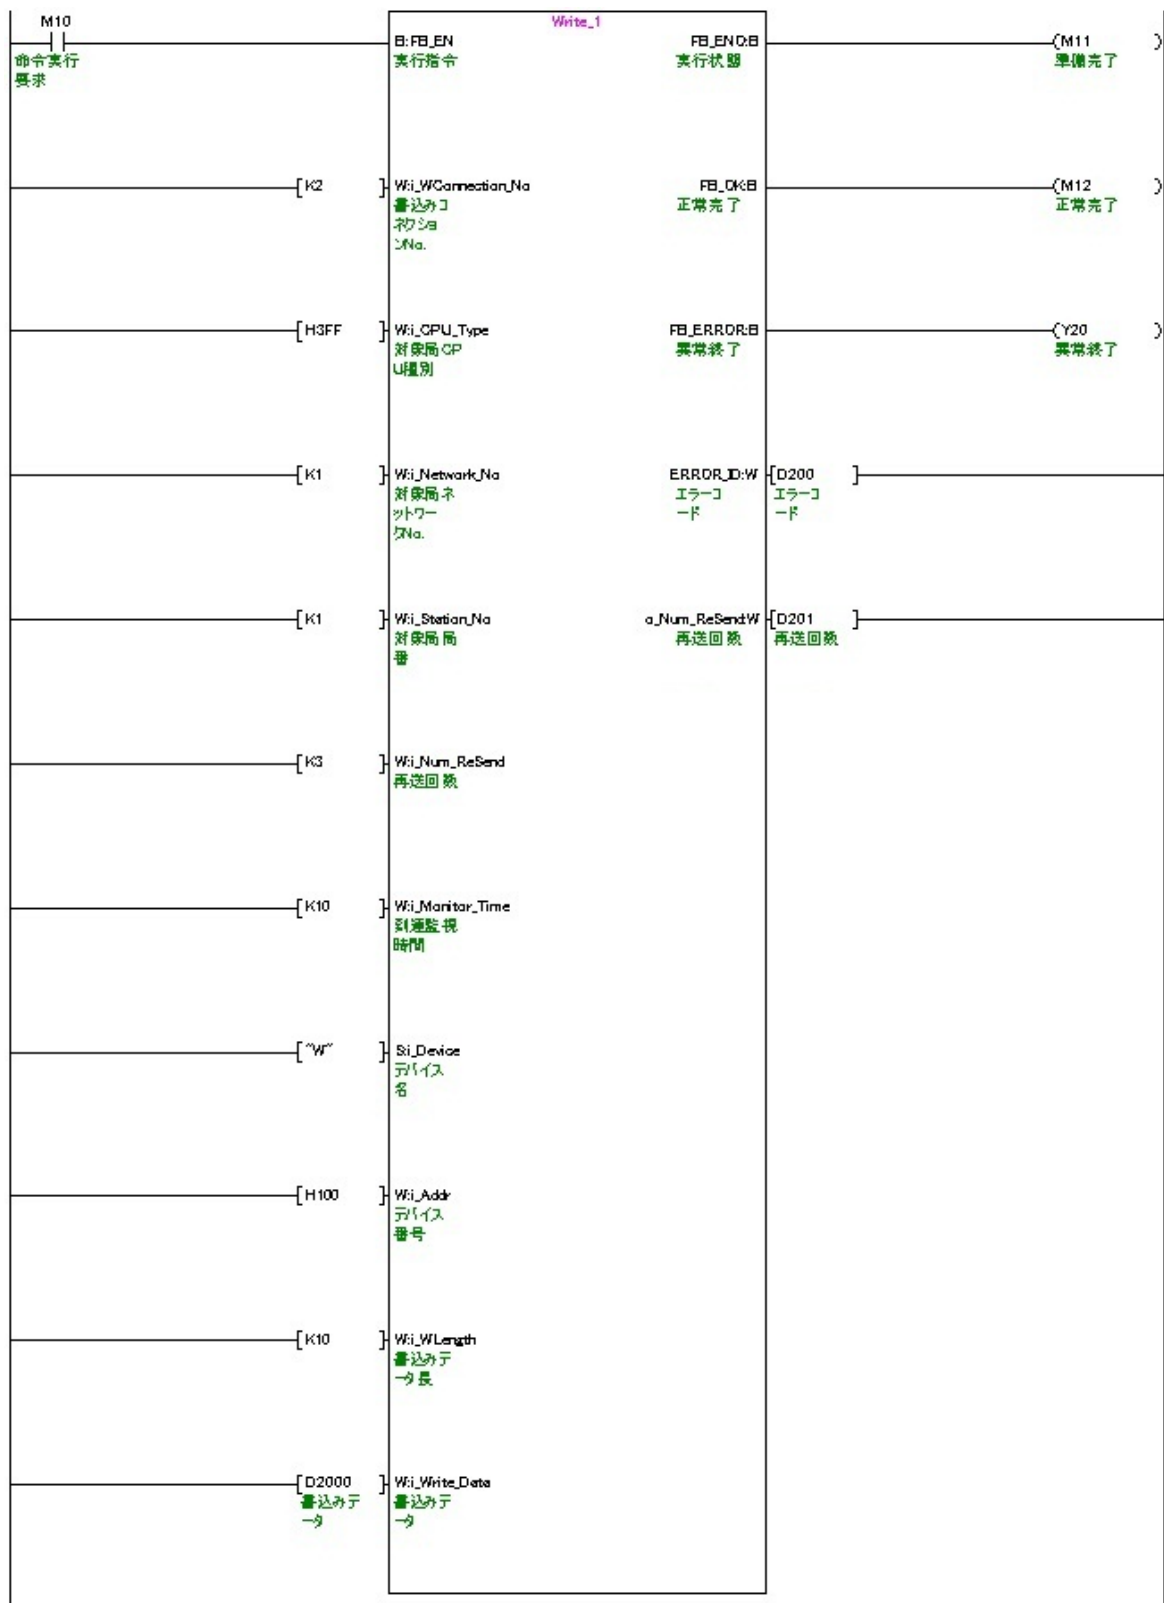 Write_1
M10
B:FB_EN
FB_END:B
M11
命令実行
要求
実行指令
実行状態
準備完了
K2
W:i_WConnection_No
FB_OK:B
M12
書込みコ
ネクショ
ンNo.
正常完了
正常完了
H3FF
W:i_CPU_Type
FB_ERROR:B
Y20
対象局CP
U種別
異常終了
異常終了
K1
W:i_Network_No
ERROR_ID:W
D200
対象局ネ
ットワー
クNo.
エラーコ
ード
エラーコ
ード
K1
W:i_Station_No
o_Num_ReSend:W
D201
対象局局
番
再送回数
再送回数
K3
W:i_Num_ReSend
再送回数
K10
W:i_Monitor_Time
到達監視
時間
"W"
S:i_Device
デバイス
名
H100
W:i_Addr
デバイス
番号
K10
W:i_WLength
書込みデ
ータ長
D2000
W:i_Write_Data
書込みデ
ータ
書込みデ
ータ